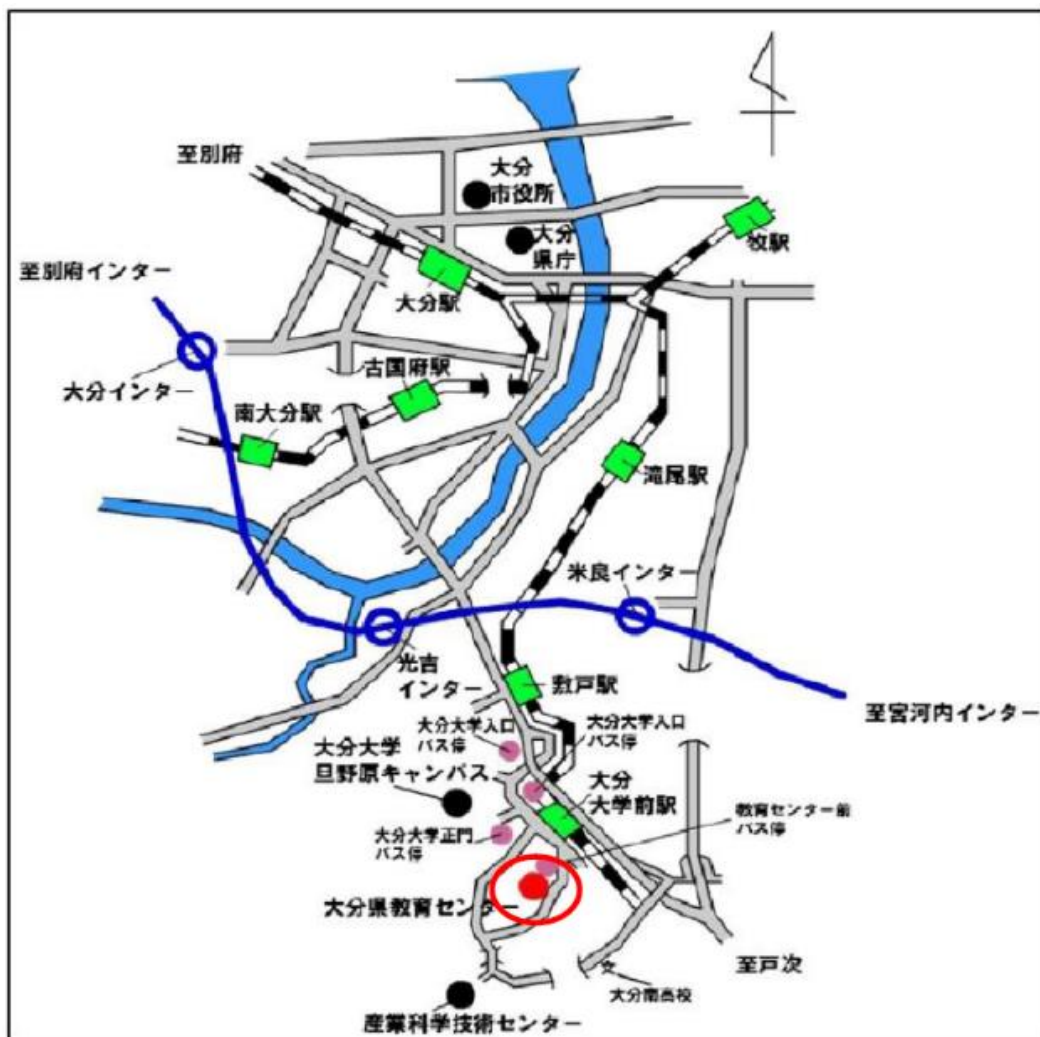 至別府
大分
市役所
大分
県庁
牧駅
至別府インター
大分駅
大分インター
古国府駅
南大分駅
滝尾駅
米良インター
光吉
インター
敷戸駅
至宮河内インター
大分大学入口
バス停
大分大学入口
バス停
大分大学
旦野原キャンパス
大分
大学前駅
教育センター前
バス停
大分大学正門
バス停
大分県教育センター
至戸次
大分南高校
産業科学技術センター